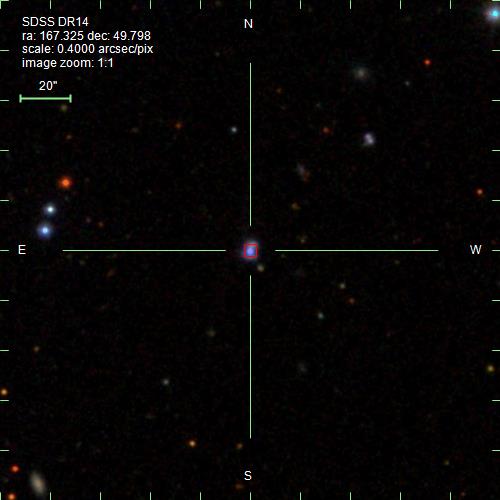 SDSS DR14
ra: 167.325 dec: 49.798
scale: 0.4000 arcsec/pix
image zoom: 1:1
20"
N
E
W
S